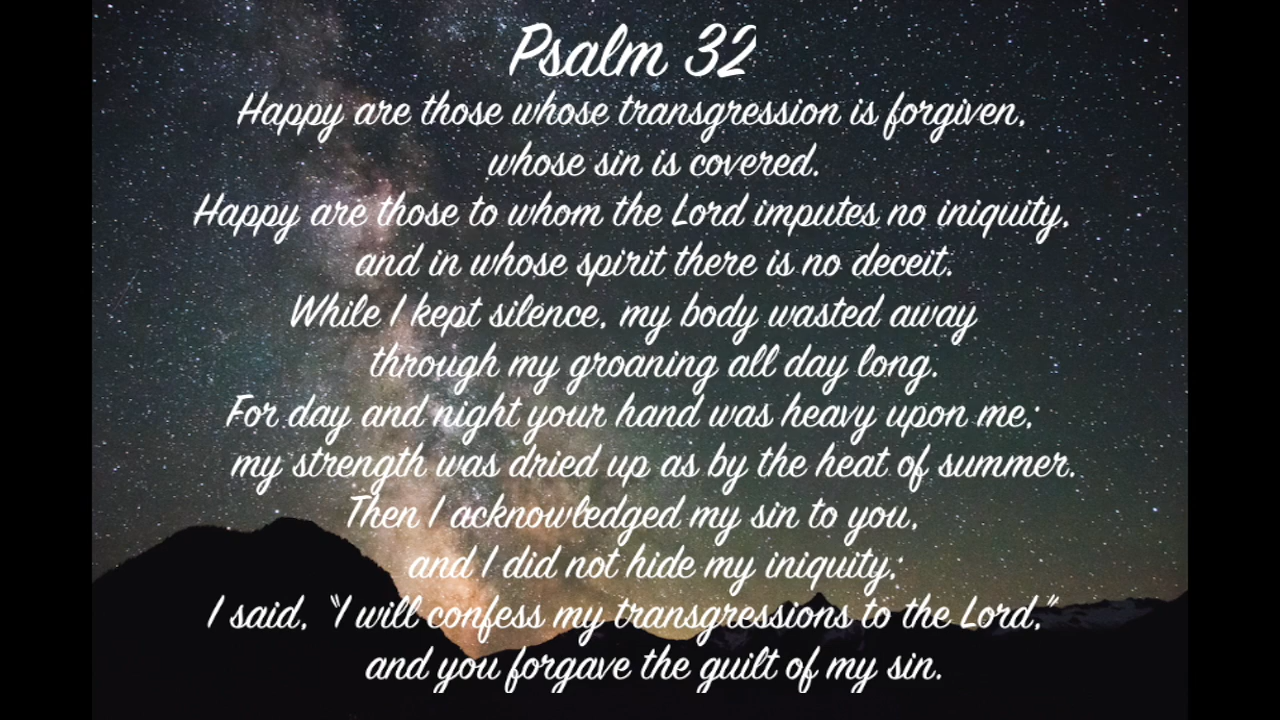 Psalm 32
Happy are those whose transgression is forgiven,
whose sin is covered.
Happy are those to whom the Lord imputes no iniquity,
and in whose spirit there is no deceit.
While I kept silence, my body wasted away
through my groaning all day long.
For day and night your hand was heavy upon me;
my strength was dried up as by the heat of summer.
Then I acknowledged my sin to you,
and I did not hide my iniquity;
I said, “I will confess my transgressions to the Lord,”
and you forgave the guilt of my sin.